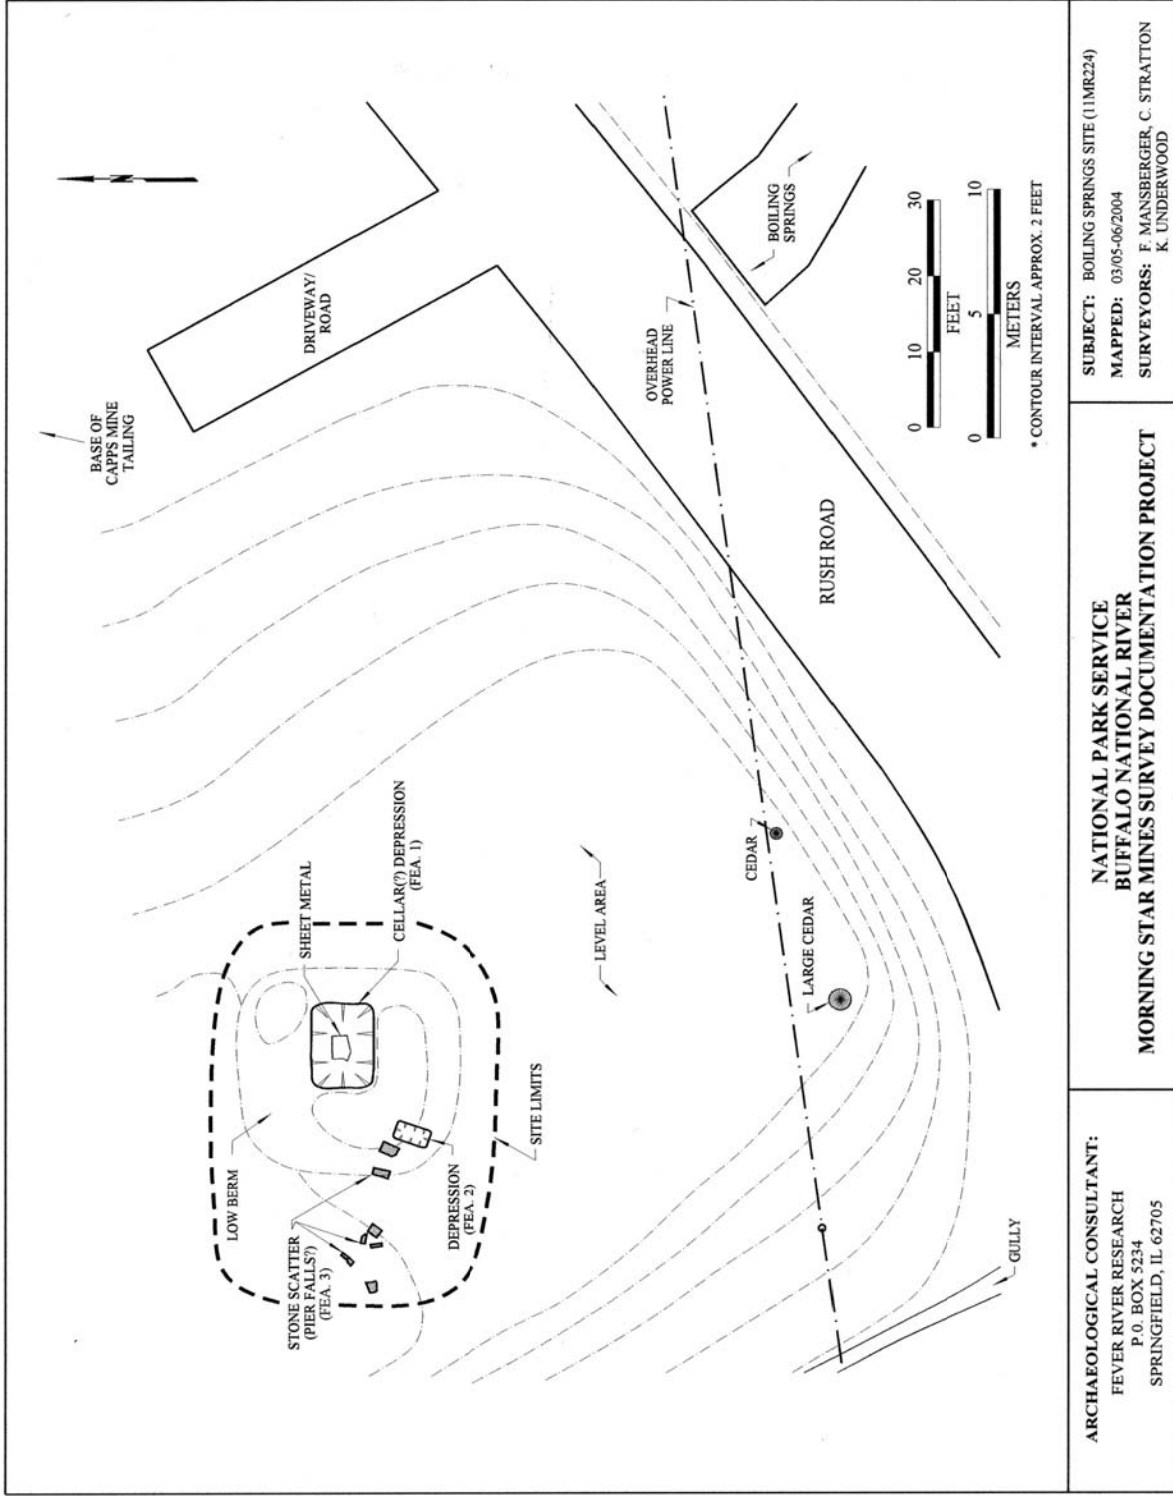 BASE OF
CAPPS MINE
TAILING
N
DRIVEWAY/
ROAD
LOW BERM
STONE SCATTER
(PIER FALLS?)
(FEA. 3)
SHEET METAL
CELLAR(?) DEPRESSION
(FEA. 1)
DEPRESSION
(FEA. 2)
SITE LIMITS
LEVEL AREA
OVERHEAD
POWER LINE
BOILING
SPRINGS
CEDAR
LARGE CEDAR
RUSH ROAD
GULLY
0 10 20 30
FEET
0 5 10
METERS
* CONTOUR INTERVAL APPROX. 2 FEET
ARCHAEOLOGICAL CONSULTANT:
FEVER RIVER RESEARCH
P.O. BOX 5234
SPRINGFIELD, IL 62705
NATIONAL PARK SERVICE
BUFFALO NATIONAL RIVER
MORNING STAR MINES SURVEY DOCUMENTATION PROJECT
SUBJECT: BOILING SPRINGS SITE (11MR224)
MAPPED: 03/05-06/2004
SURVEYORS: F. MANSBERGER, C. STRATTON
K. UNDERWOOD